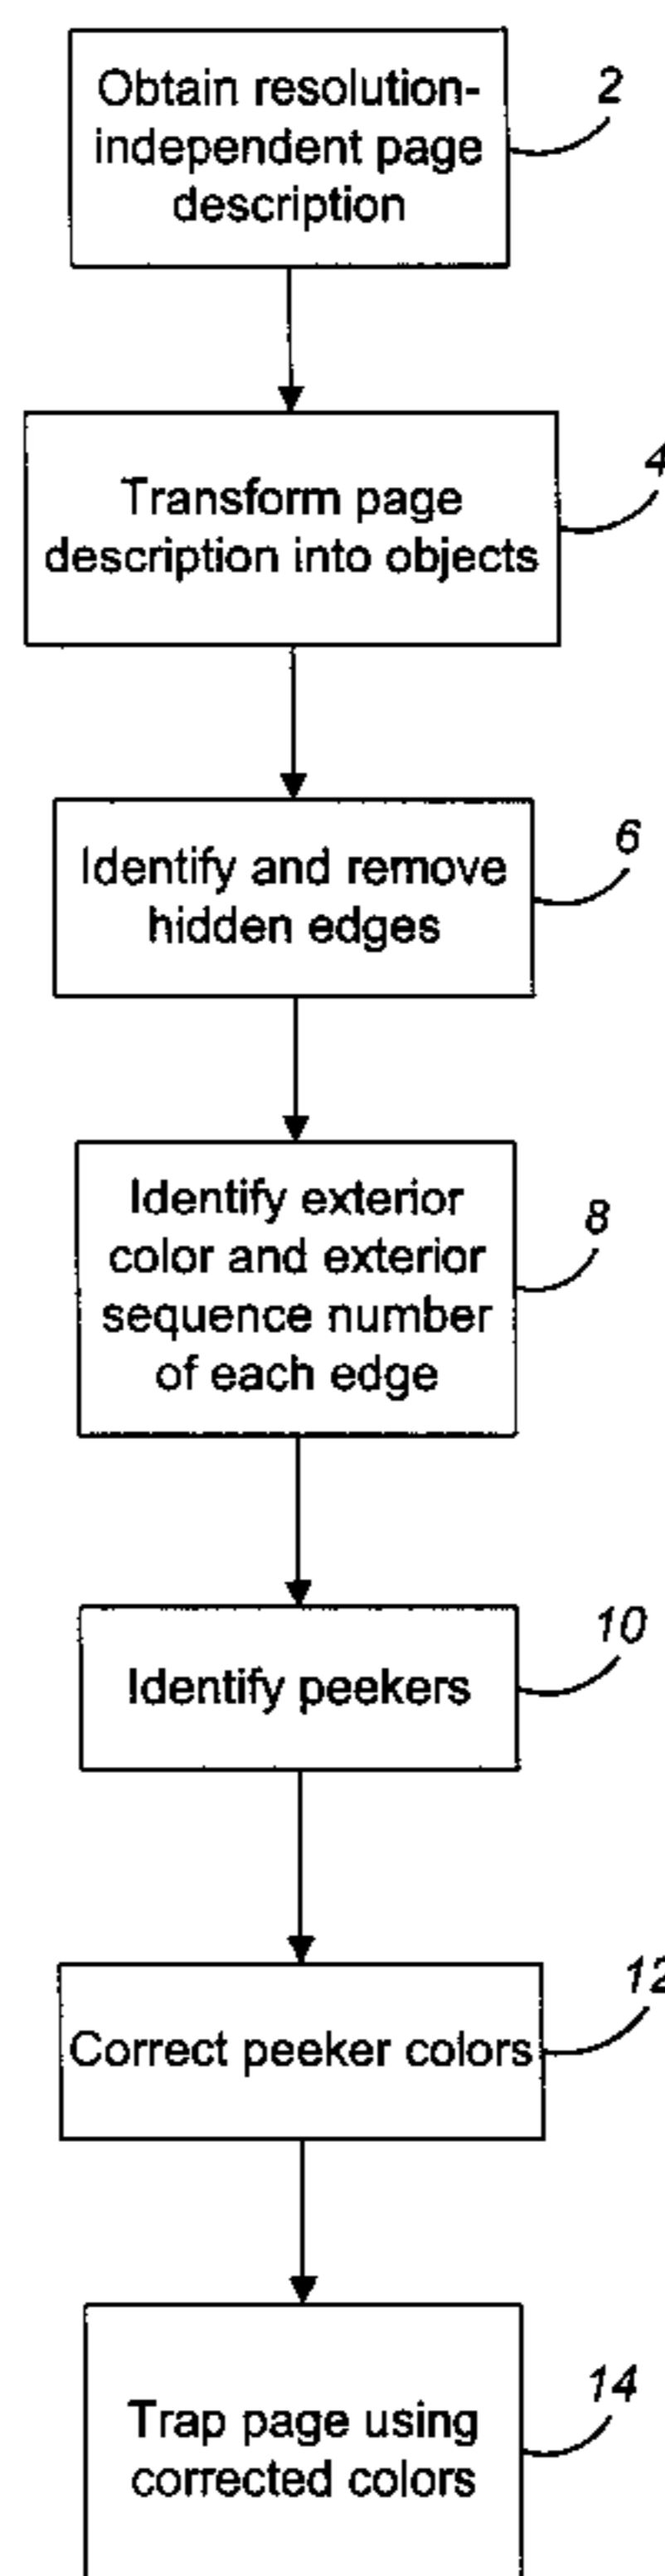 Obtain resolution-
independent page
description
2
Transform page
description into objects
4
Identify and remove
hidden edges
6
Identify exterior
color and exterior
sequence number
of each edge
8
Identify peekers
10
Correct peeker colors
12
Trap page using
corrected colors
14